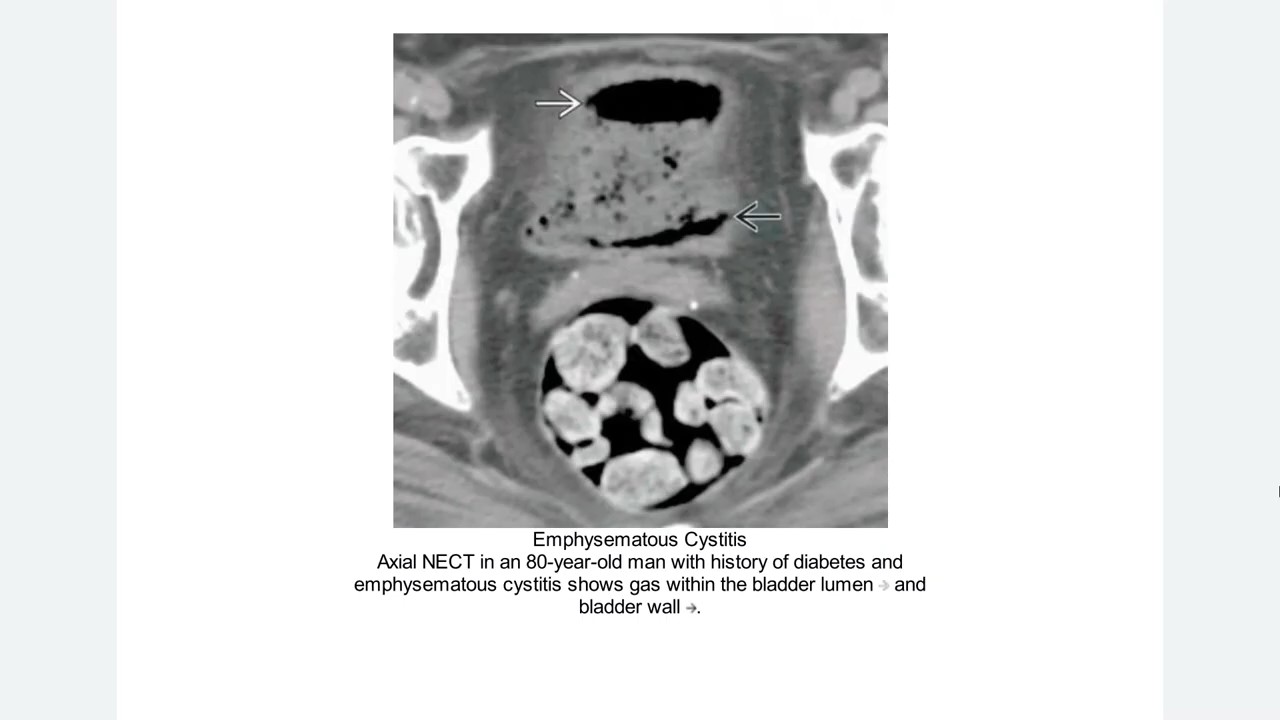 Emphysematous Cystitis
Axial NECT in an 80-year-old man with history of diabetes and
emphysematous cystitis shows gas within the bladder lumen → and
bladder wall →.